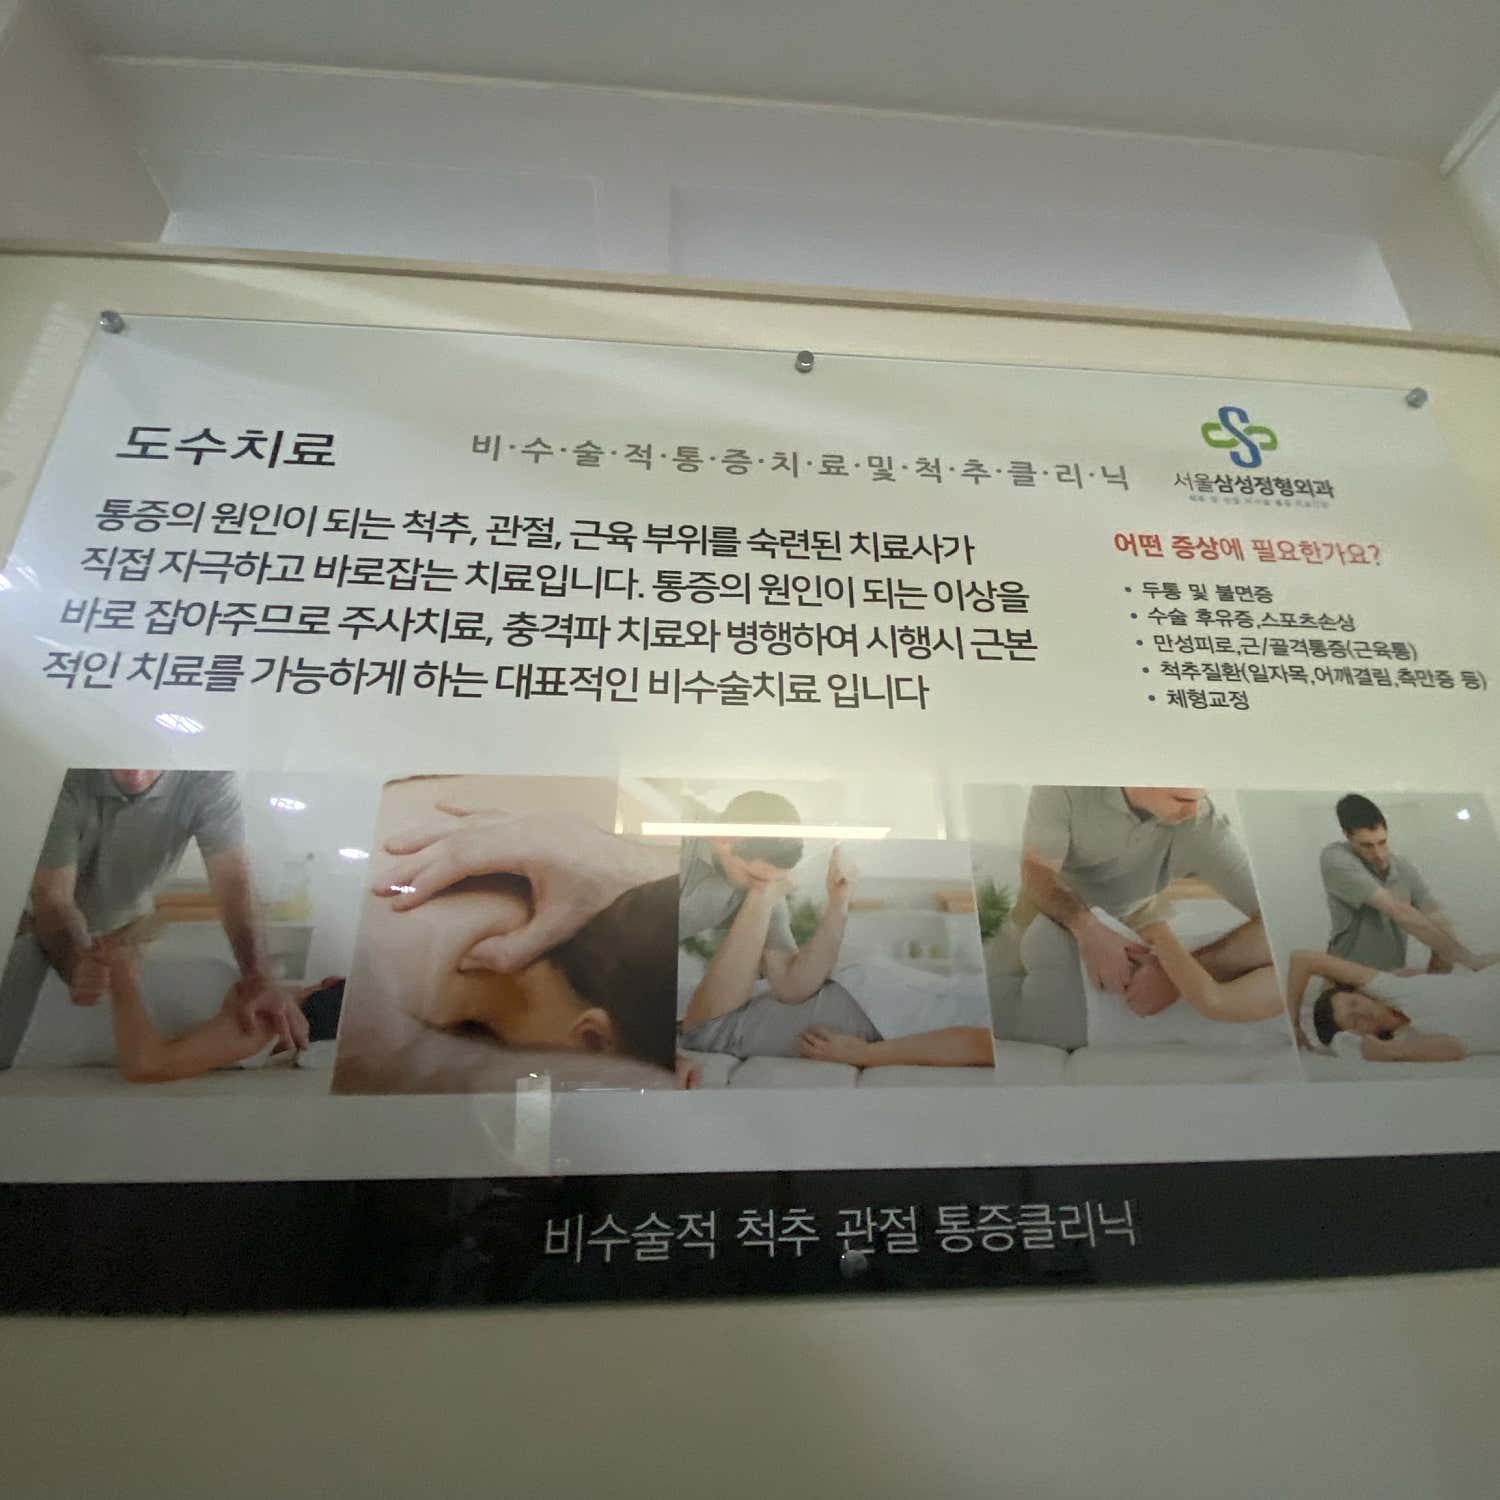 도수치료
비·수·술·적·통·증·치·료·및·척·추·클·리·닉
서울삼성정형외과
통증의 원인이 되는 척추, 관절, 근육 부위를 숙련된 치료사가
직접 자극하고 바로잡는 치료입니다. 통증의 원인이 되는 이상을
바로 잡아주므로 주사치료, 충격파 치료와 병행하여 시행시 근본
적인 치료를 가능하게 하는 대표적인 비수술치료 입니다
어떤 증상에 필요한가요?
• 두통 및 불면증
• 수술 후유증,스포츠손상
• 만성피로,근/골격통증(근육통)
• 척추질환(일자목,어깨결림,측만증 등)
• 체형교정
비수술적 척추 관절 통증클리닉